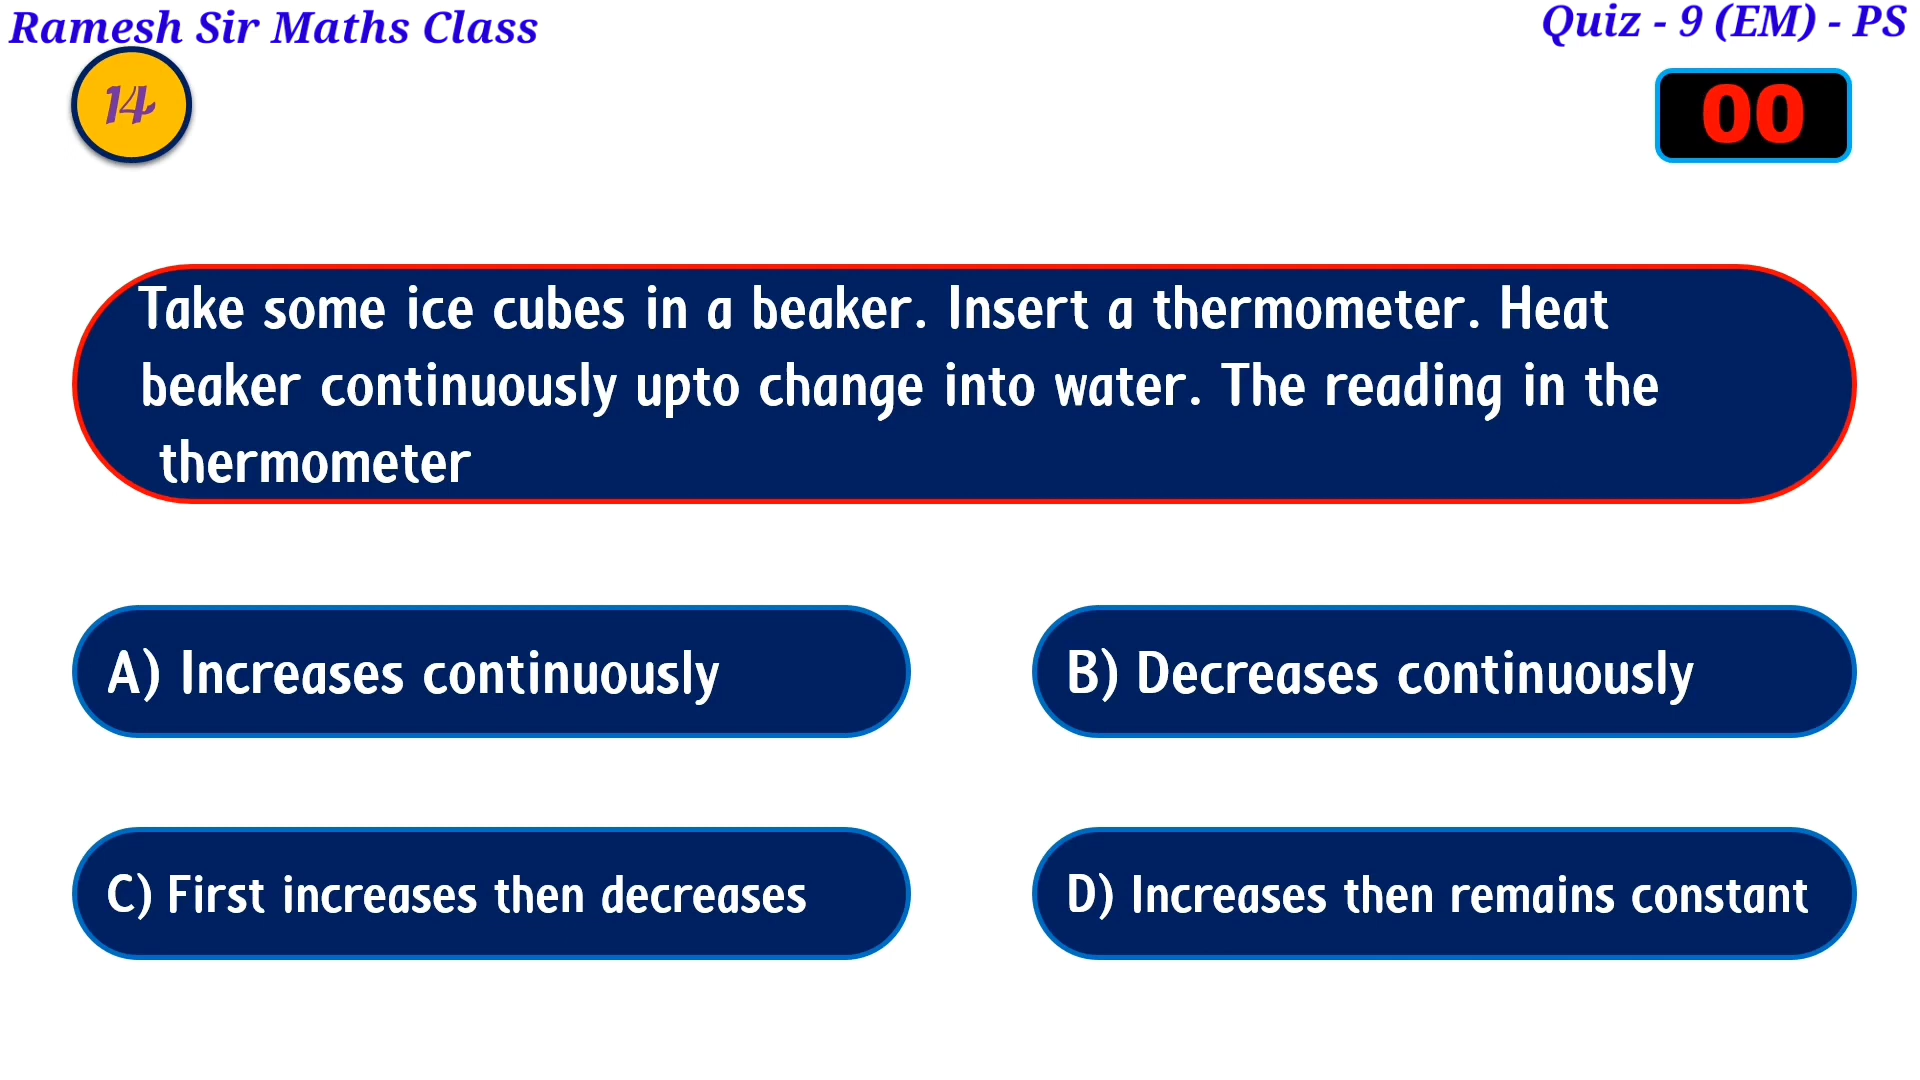 Ramesh Sir Maths Class
Quiz - 9 (EM) - PS
14
00
Take some ice cubes in a beaker. Insert a thermometer. Heat
beaker continuously upto change into water. The reading in the
thermometer
A) Increases continuously
B) Decreases continuously
C) First increases then decreases
D) Increases then remains constant